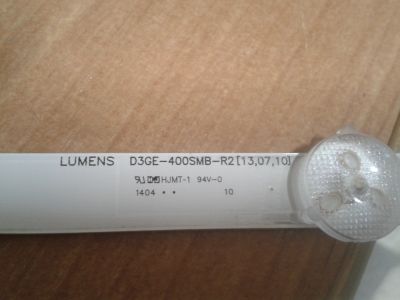 LUMENS D3GE-400SMB-R2[13,07,10]
HJMT-1 94V-0
1404 • • 10